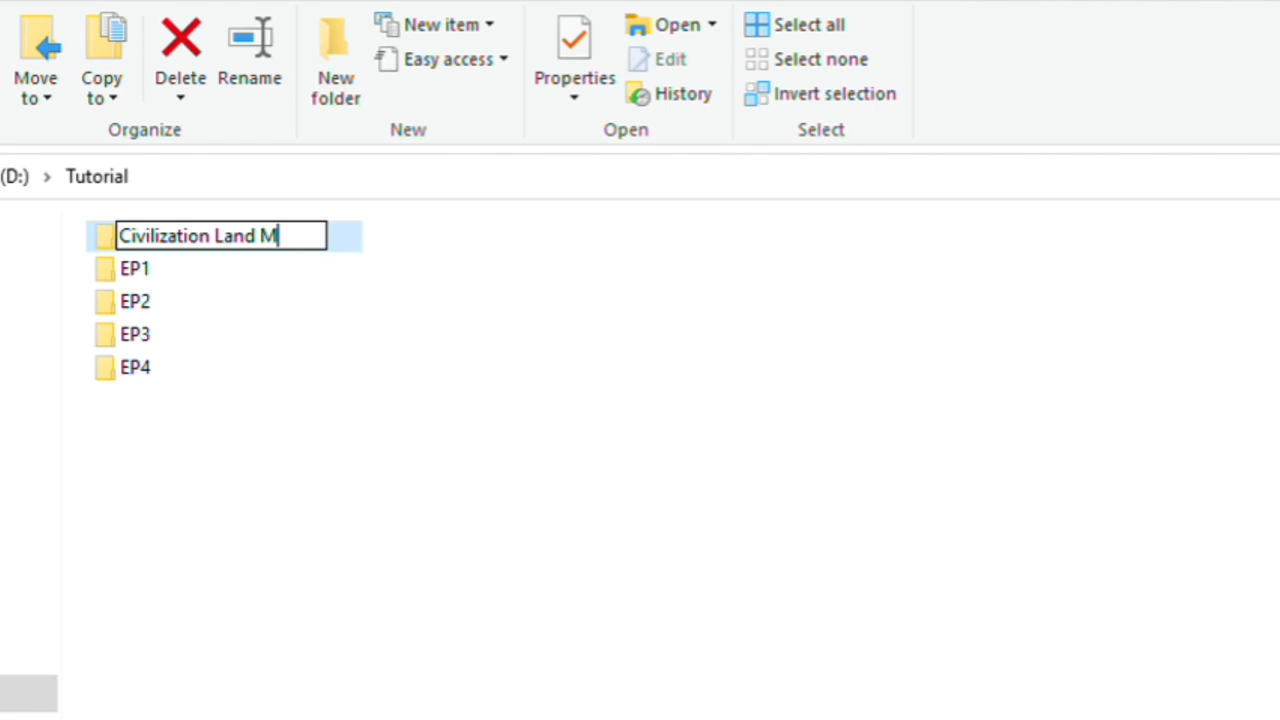 Move to
Copy to
Delete
Rename
Organize
New folder
New item
Easy access
New
Properties
Open
Edit
History
Open
Select all
Select none
Invert selection
Select
(D:) › Tutorial
Civilization Land M
EP1
EP2
EP3
EP4